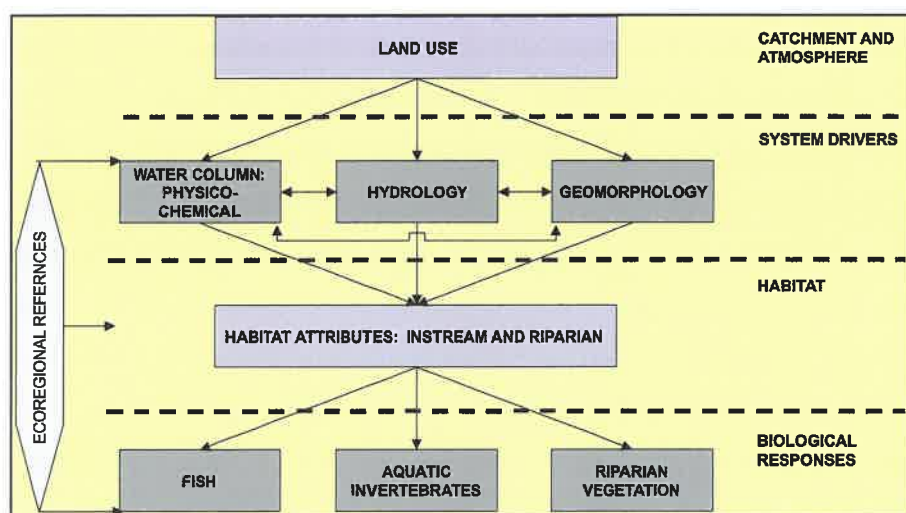 LAND USE
CATCHMENT AND
ATMOSPHERE
SYSTEM DRIVERS
WATER COLUMN:
PHYSICO-
CHEMICAL
HYDROLOGY
GEOMORPHOLOGY
HABITAT
ECOREGIONAL REFERNCES
HABITAT ATTRIBUTES: INSTREAM AND RIPARIAN
BIOLOGICAL
RESPONSES
FISH
AQUATIC
INVERTEBRATES
RIPARIAN
VEGETATION